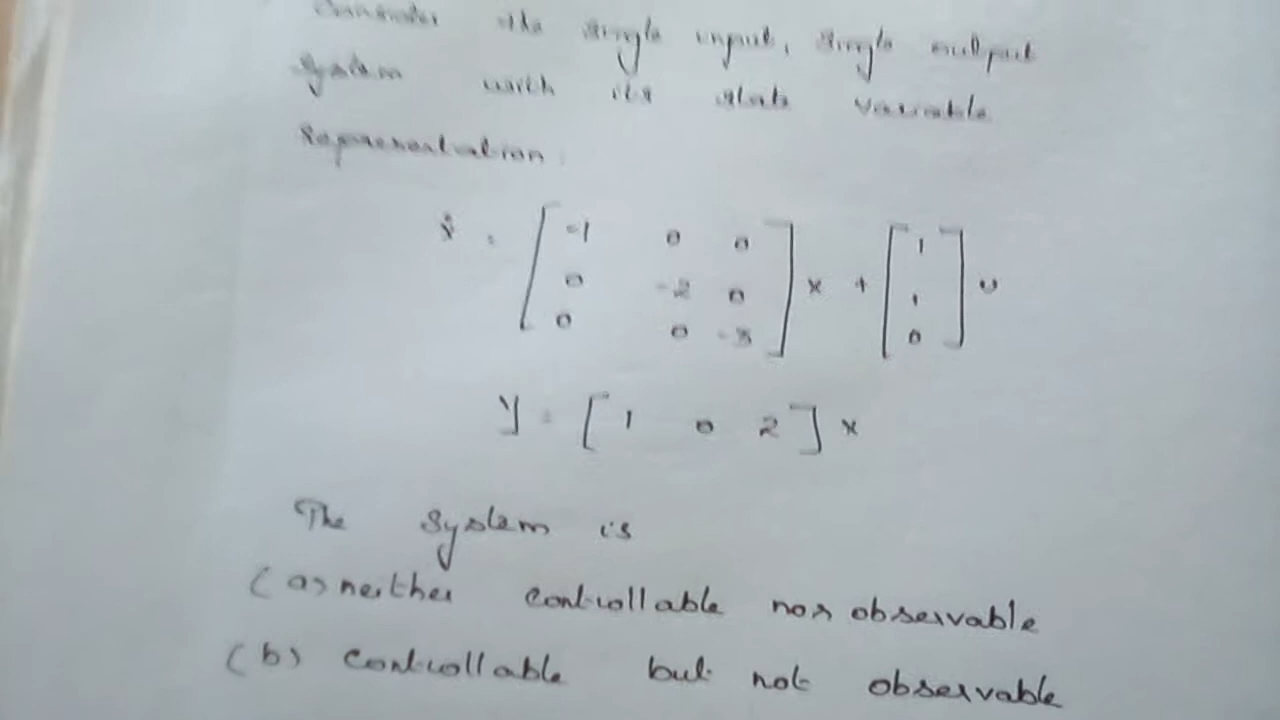 Consider the single input, single output
system with its state variable
representation.
ẋ = [ -1 0 0
0 -2 0
0 0 -3 ] x + [ 1
1
0 ] u
y = [ 1 0 2 ] x
The system is
(a) neither controllable nor observable
(b) controllable but not observable